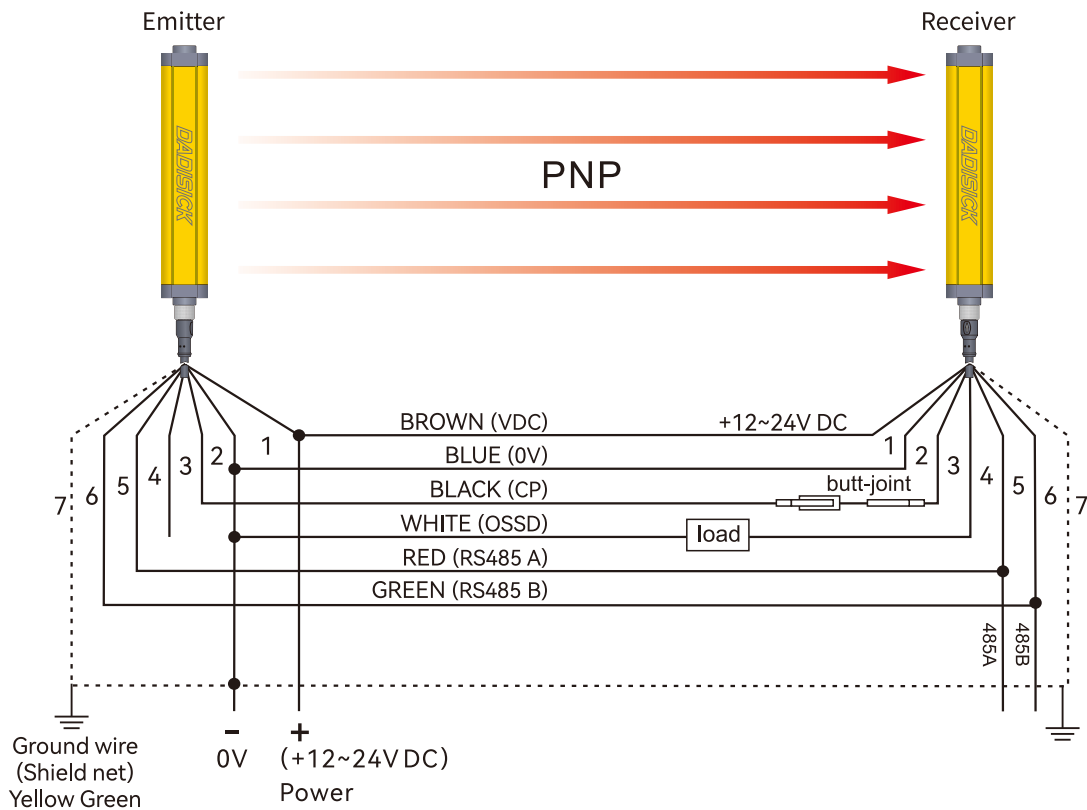 Emitter
Receiver
DADISICK
DADISICK
PNP
BROWN (VDC)
+12~24V DC
BLUE (0V)
BLACK (CP)
butt-joint
WHITE (OSSD)
load
RED (RS485 A)
GREEN (RS485 B)
7 6 5 4 3 2 1
1 2 3 4 5 6 7
485A
485B
-
+
0V
(+12~24V DC)
Power
Ground wire
(Shield net)
Yellow Green